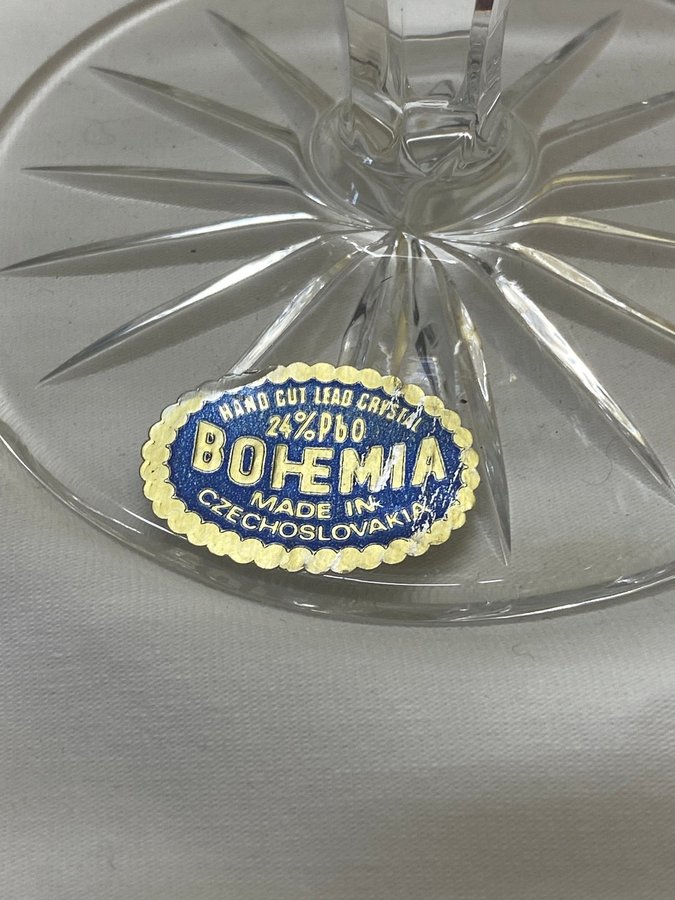 HAND CUT LEAD CRYSTAL
24%PbO
BOHEMIA
MADE IN
CZECHOSLOVAKIA